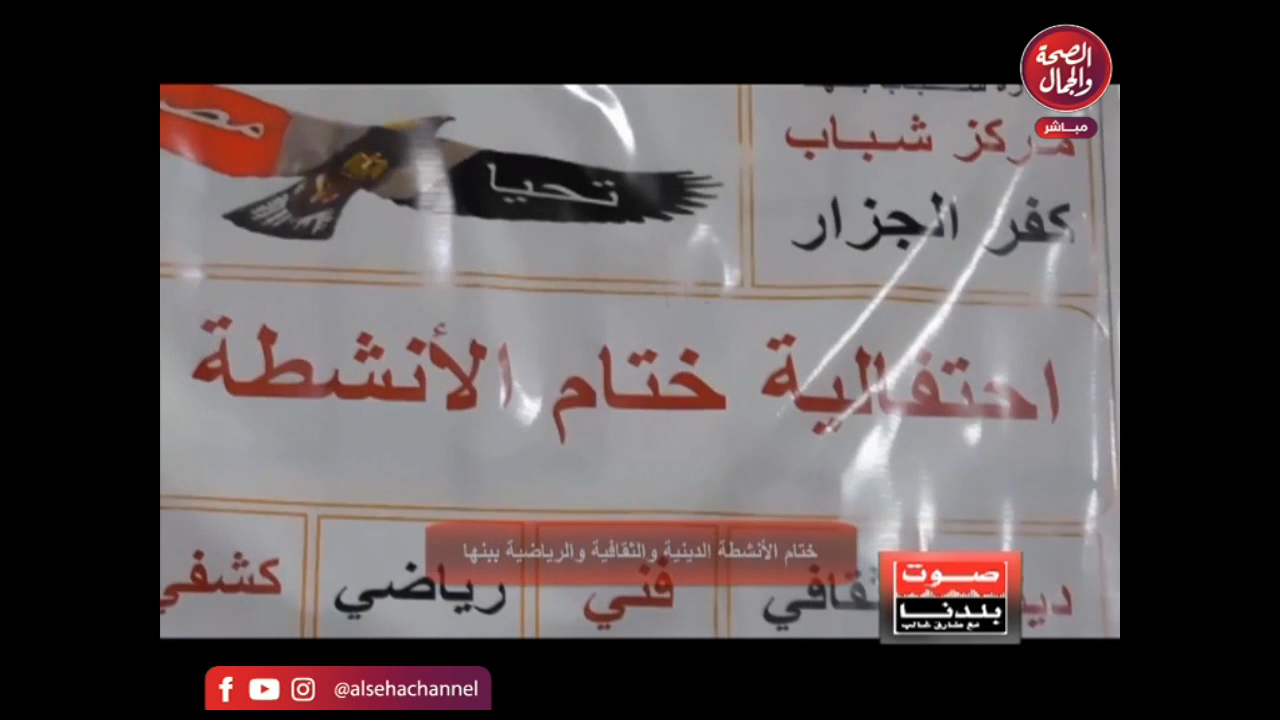 الصحة
والجمال
مباشر
مركز شباب
كفر الجزار
مصر
تحيا
احتفالية ختام الأنشطة
ختام الأنشطة الدينية والثقافية والرياضية ببنها
فني
رياضي
كشفي
صوت
بلدنا
@alsehachannel